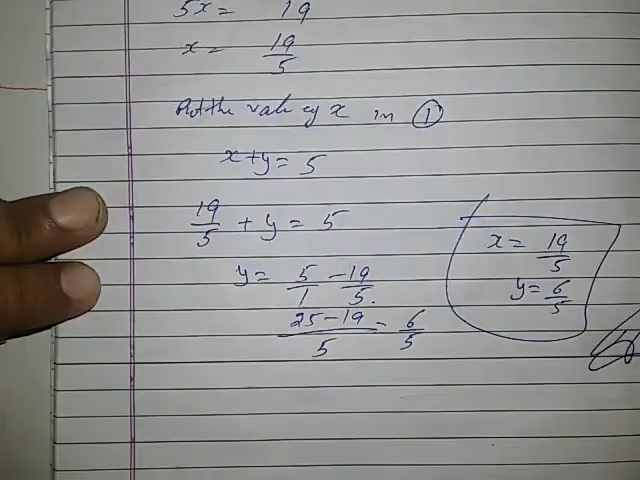 5x = 19
x = 19/5
Put the value of x in ①
x + y = 5
19/5 + y = 5
y = 5/1 - 19/5.
25 - 19/5 = 6/5
x = 19/5
y = 6/5